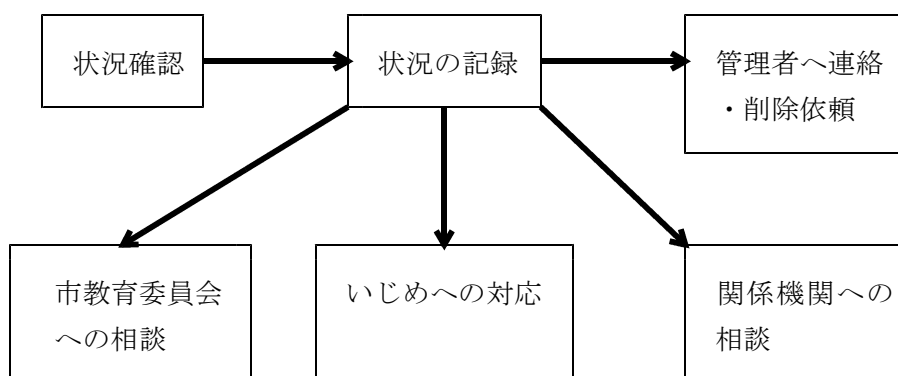 状況確認
状況の記録
管理者へ連絡
・削除依頼
市教育委員会
への相談
いじめへの対応
関係機関への
相談